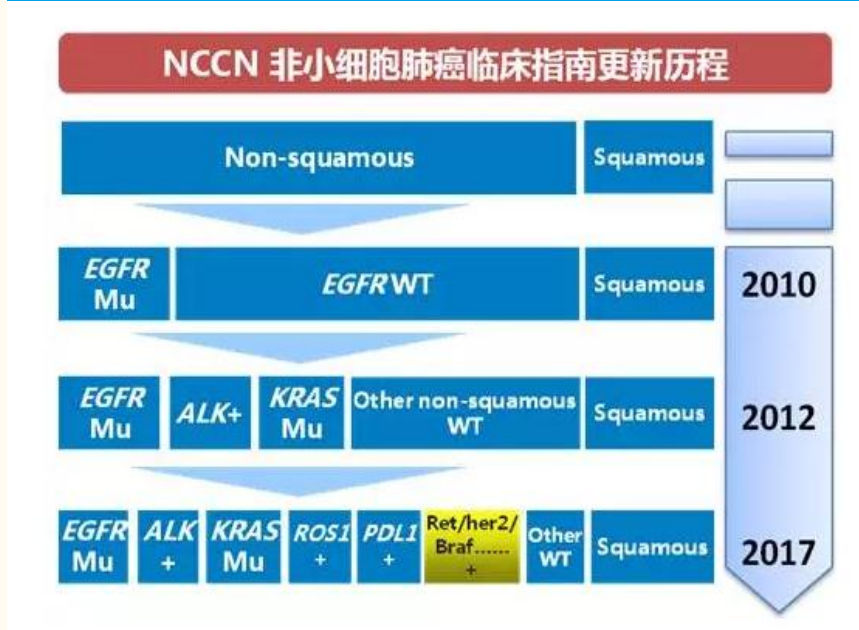 NCCN 非小细胞肺癌临床指南更新历程
Non-squamous
Squamous
EGFR
Mu
EGFR WT
Squamous
2010
EGFR
Mu
ALK+
KRAS
Mu
Other non-squamous
WT
Squamous
2012
EGFR
Mu
ALK
+
KRAS
Mu
ROS1
+
PDL1
+
Ret/her2/
Braf......
+
Other
WT
Squamous
2017